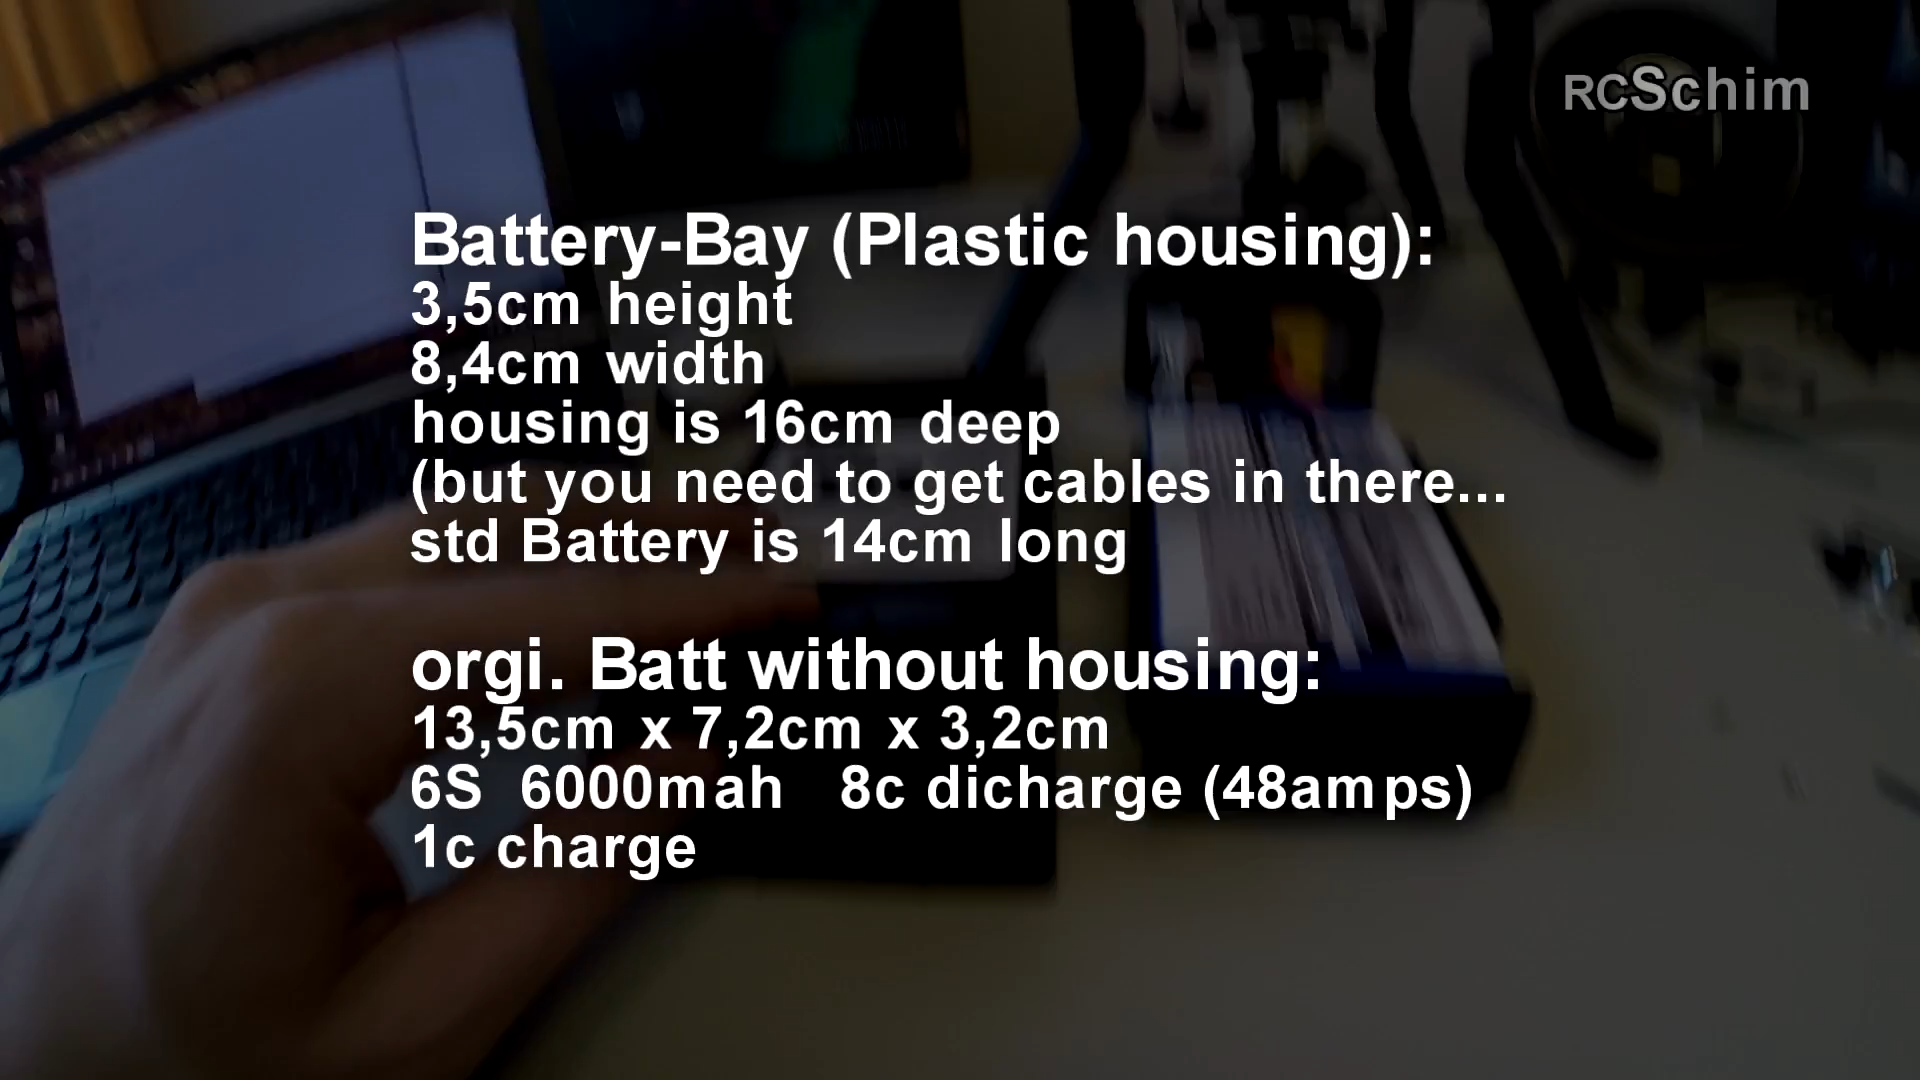 RCSchim
Battery-Bay (Plastic housing):
3,5cm height
8,4cm width
housing is 16cm deep
(but you need to get cables in there...
std Battery is 14cm long
orgi. Batt without housing:
13,5cm x 7,2cm x 3,2cm
6S 6000mah 8c dicharge (48amps)
1c charge